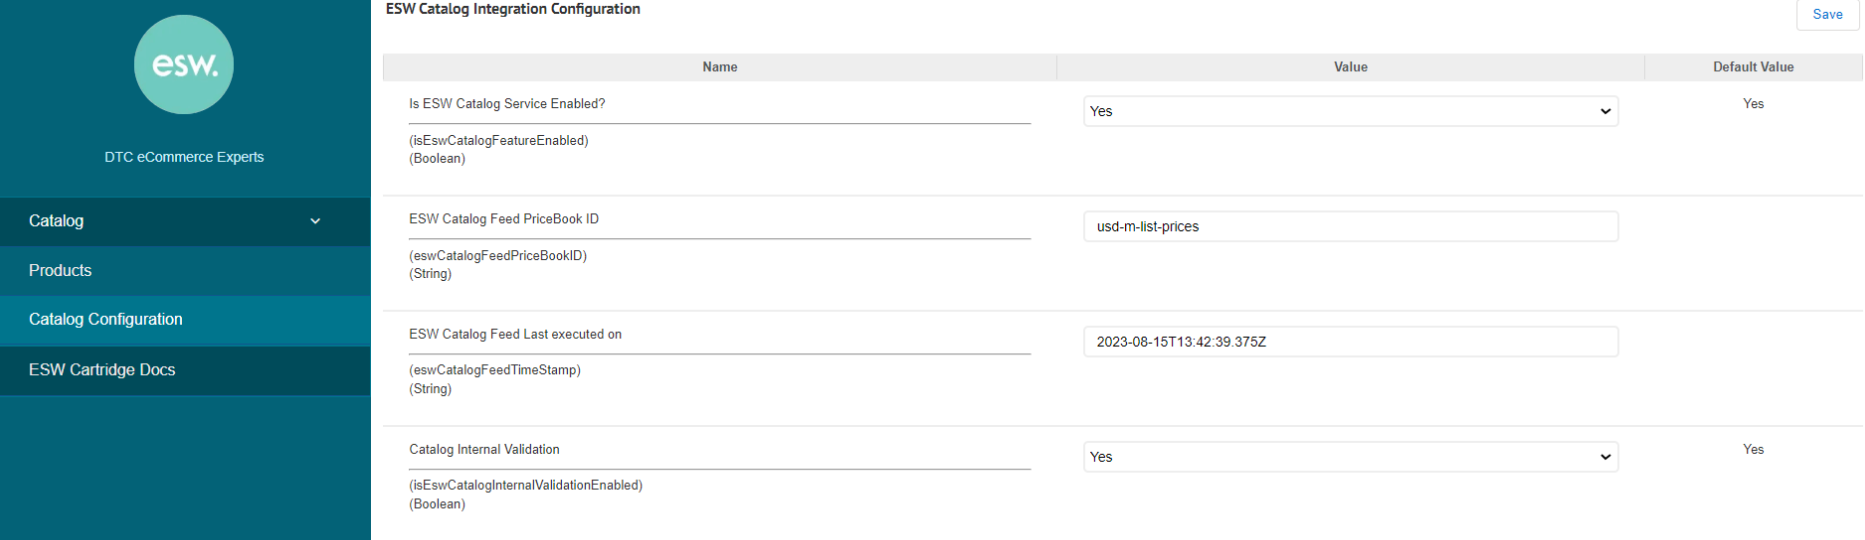 esw.
DTC eCommerce Experts
Catalog
Products
Catalog Configuration
ESW Cartridge Docs
ESW Catalog Integration Configuration
Save
Name Value Default Value
Is ESW Catalog Service Enabled?
(isEswCatalogFeatureEnabled)
(Boolean)
Yes
Yes
ESW Catalog Feed PriceBook ID
(eswCatalogFeedPriceBookID)
(String)
usd-m-list-prices
ESW Catalog Feed Last executed on
(eswCatalogFeedTimeStamp)
(String)
2023-08-15T13:42:39.375Z
Catalog Internal Validation
(isEswCatalogInternalValidationEnabled)
(Boolean)
Yes
Yes